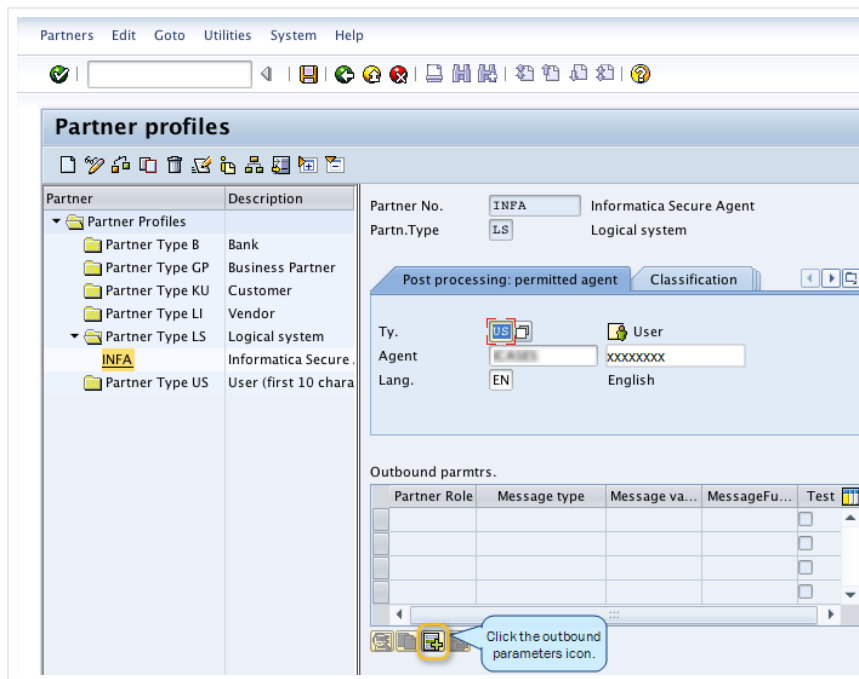 Partners Edit Goto Utilities System Help
Partner profiles
Partner Description
Partner Profiles
Partner Type B Bank
Partner Type GP Business Partner
Partner Type KU Customer
Partner Type LI Vendor
Partner Type LS Logical system
INFA Informatica Secure.
Partner Type US User (first 10 chara
Partner No. INFA Informatica Secure Agent
Partn.Type LS Logical system
Post processing: permitted agent Classification
Ty. US User
Agent xxxxxxxx
Lang. EN English
Outbound parmtrs.
Partner Role Message type Message va... MessageFu... Test
Click the outbound
parameters icon.